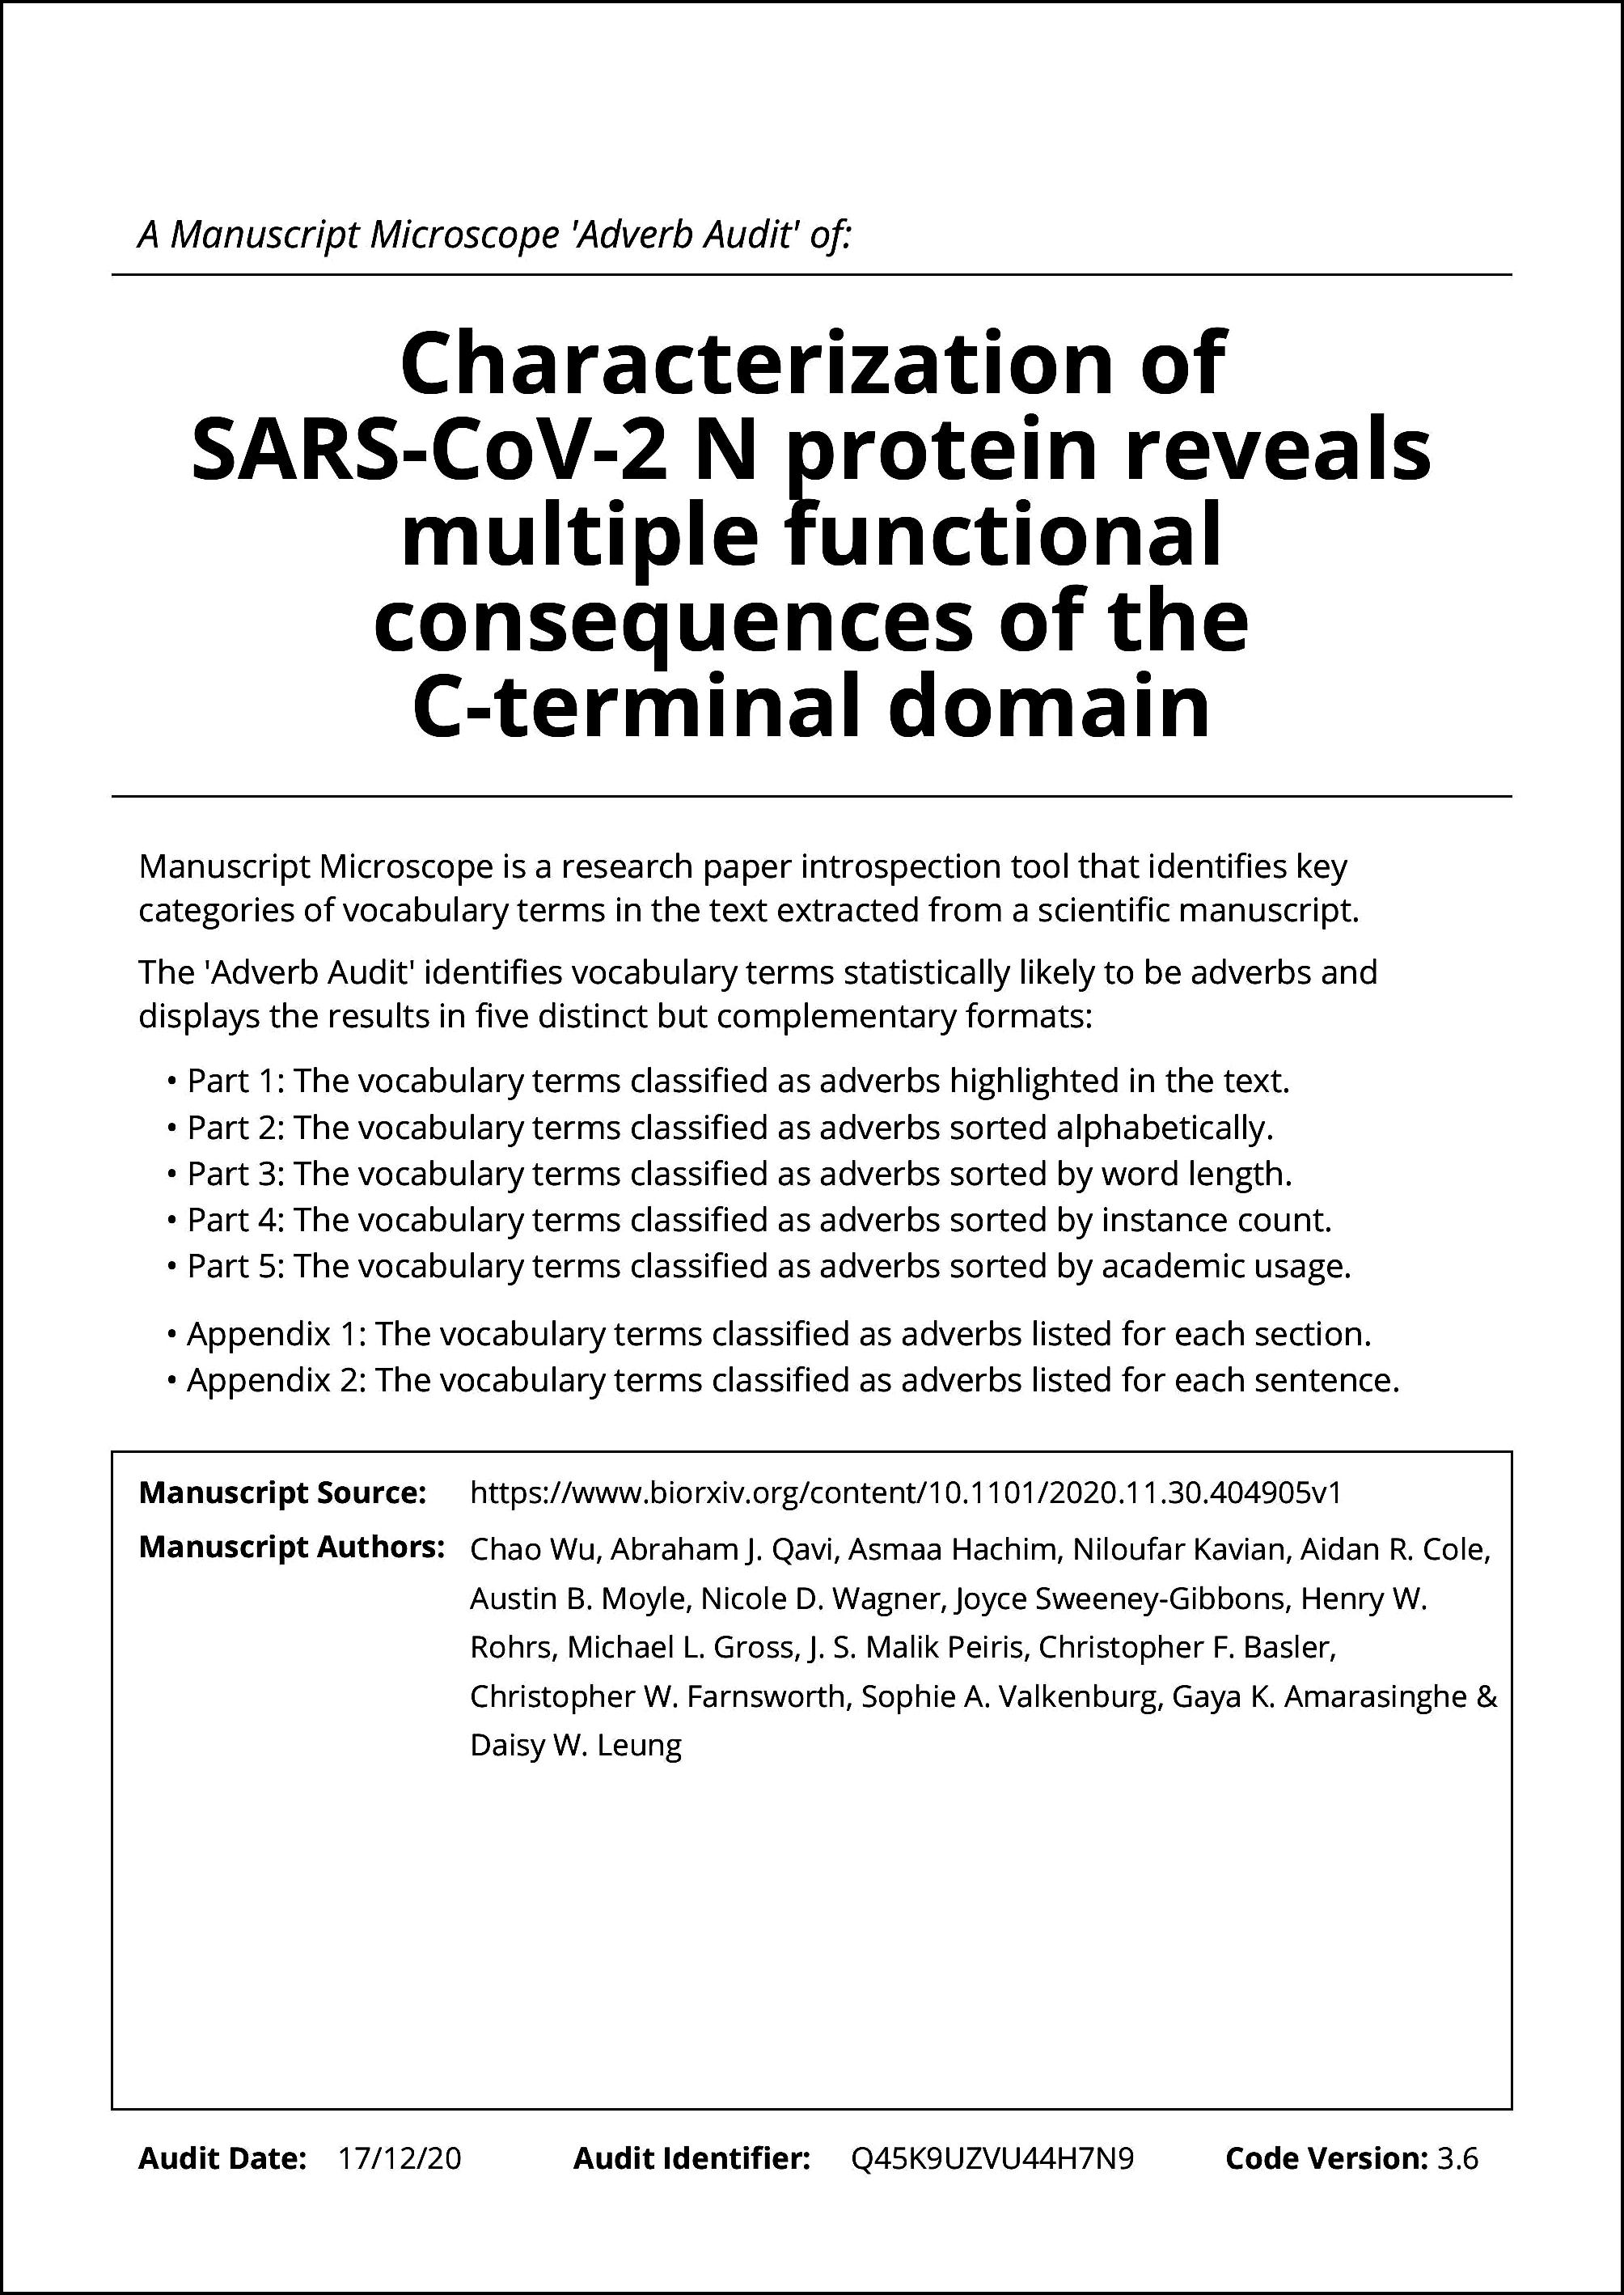 A Manuscript Microscope 'Adverb Audit' of:
Characterization of
SARS-CoV-2 N protein reveals
multiple functional
consequences of the
C-terminal domain
Manuscript Microscope is a research paper introspection tool that identifies key
categories of vocabulary terms in the text extracted from a scientific manuscript.
The 'Adverb Audit' identifies vocabulary terms statistically likely to be adverbs and
displays the results in five distinct but complementary formats:
• Part 1: The vocabulary terms classified as adverbs highlighted in the text.
• Part 2: The vocabulary terms classified as adverbs sorted alphabetically.
• Part 3: The vocabulary terms classified as adverbs sorted by word length.
• Part 4: The vocabulary terms classified as adverbs sorted by instance count.
• Part 5: The vocabulary terms classified as adverbs sorted by academic usage.
• Appendix 1: The vocabulary terms classified as adverbs listed for each section.
• Appendix 2: The vocabulary terms classified as adverbs listed for each sentence.
Manuscript Source: https://www.biorxiv.org/content/10.1101/2020.11.30.404905v1
Manuscript Authors: Chao Wu, Abraham J. Qavi, Asmaa Hachim, Niloufar Kavian, Aidan R. Cole,
Austin B. Moyle, Nicole D. Wagner, Joyce Sweeney-Gibbons, Henry W.
Rohrs, Michael L. Gross, J. S. Malik Peiris, Christopher F. Basler,
Christopher W. Farnsworth, Sophie A. Valkenburg, Gaya K. Amarasinghe &
Daisy W. Leung
Audit Date: 17/12/20 Audit Identifier: Q45K9UZVU44H7N9 Code Version: 3.6